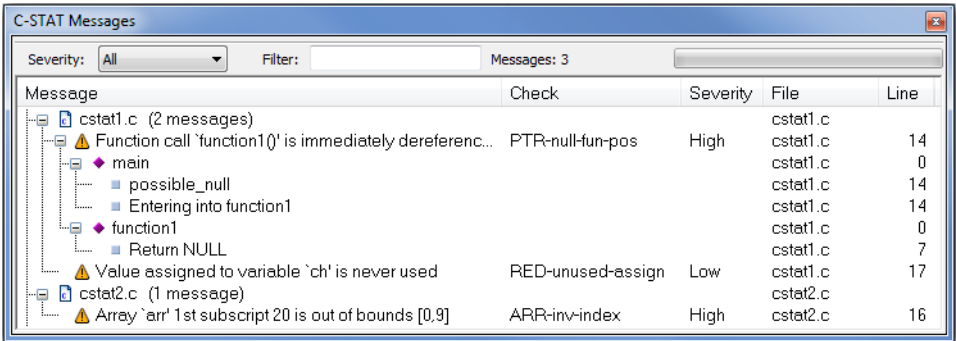 C-STAT Messages
Severity: All Filter: Messages: 3
Message Check Severity File Line
cstat1.c (2 messages) cstat1.c
Function call `function1()' is immediately dereferenc... PTR-null-fun-pos High cstat1.c 14
main cstat1.c 0
possible_null cstat1.c 14
Entering into function1 cstat1.c 14
function1 cstat1.c 0
Return NULL cstat1.c 7
Value assigned to variable `ch' is never used RED-unused-assign Low cstat1.c 17
cstat2.c (1 message) cstat2.c
Array `arr' 1st subscript 20 is out of bounds [0,9] ARR-inv-index High cstat2.c 16